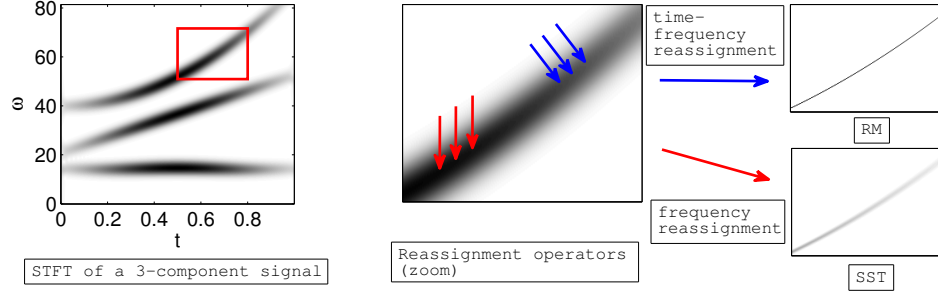 80
60
40
20
0
ω
0 0.2 0.4 0.6 0.8
t
STFT of a 3-component signal
Reassignment operators
(zoom)
time-
frequency
reassignment
frequency
reassignment
RM
SST